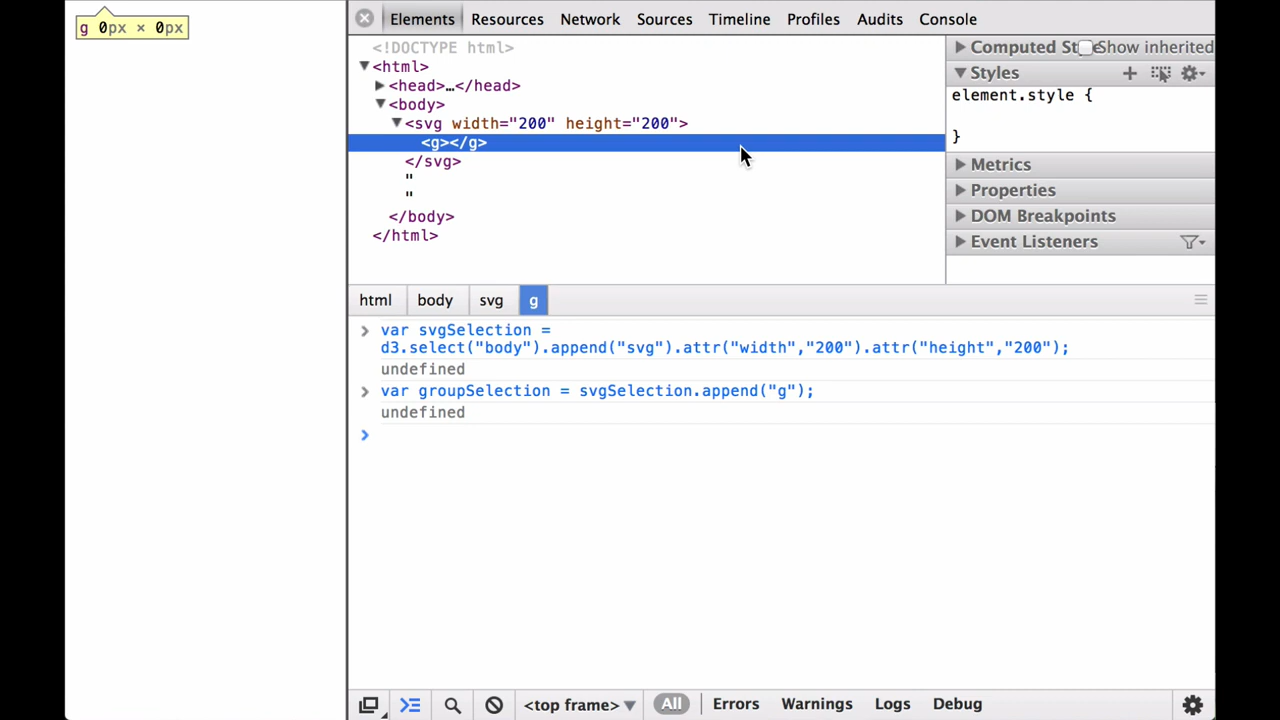 g 0px × 0px
Elements Resources Network Sources Timeline Profiles Audits Console
<!DOCTYPE html>
<html>
<head>…</head>
<body>
<svg width="200" height="200">
<g></g>
</svg>
"
"
</body>
</html>
Computed Style Show inherited
Styles
element.style {
}
Metrics
Properties
DOM Breakpoints
Event Listeners
html body svg g
var svgSelection =
d3.select("body").append("svg").attr("width","200").attr("height","200");
undefined
var groupSelection = svgSelection.append("g");
undefined
<top frame> All Errors Warnings Logs Debug